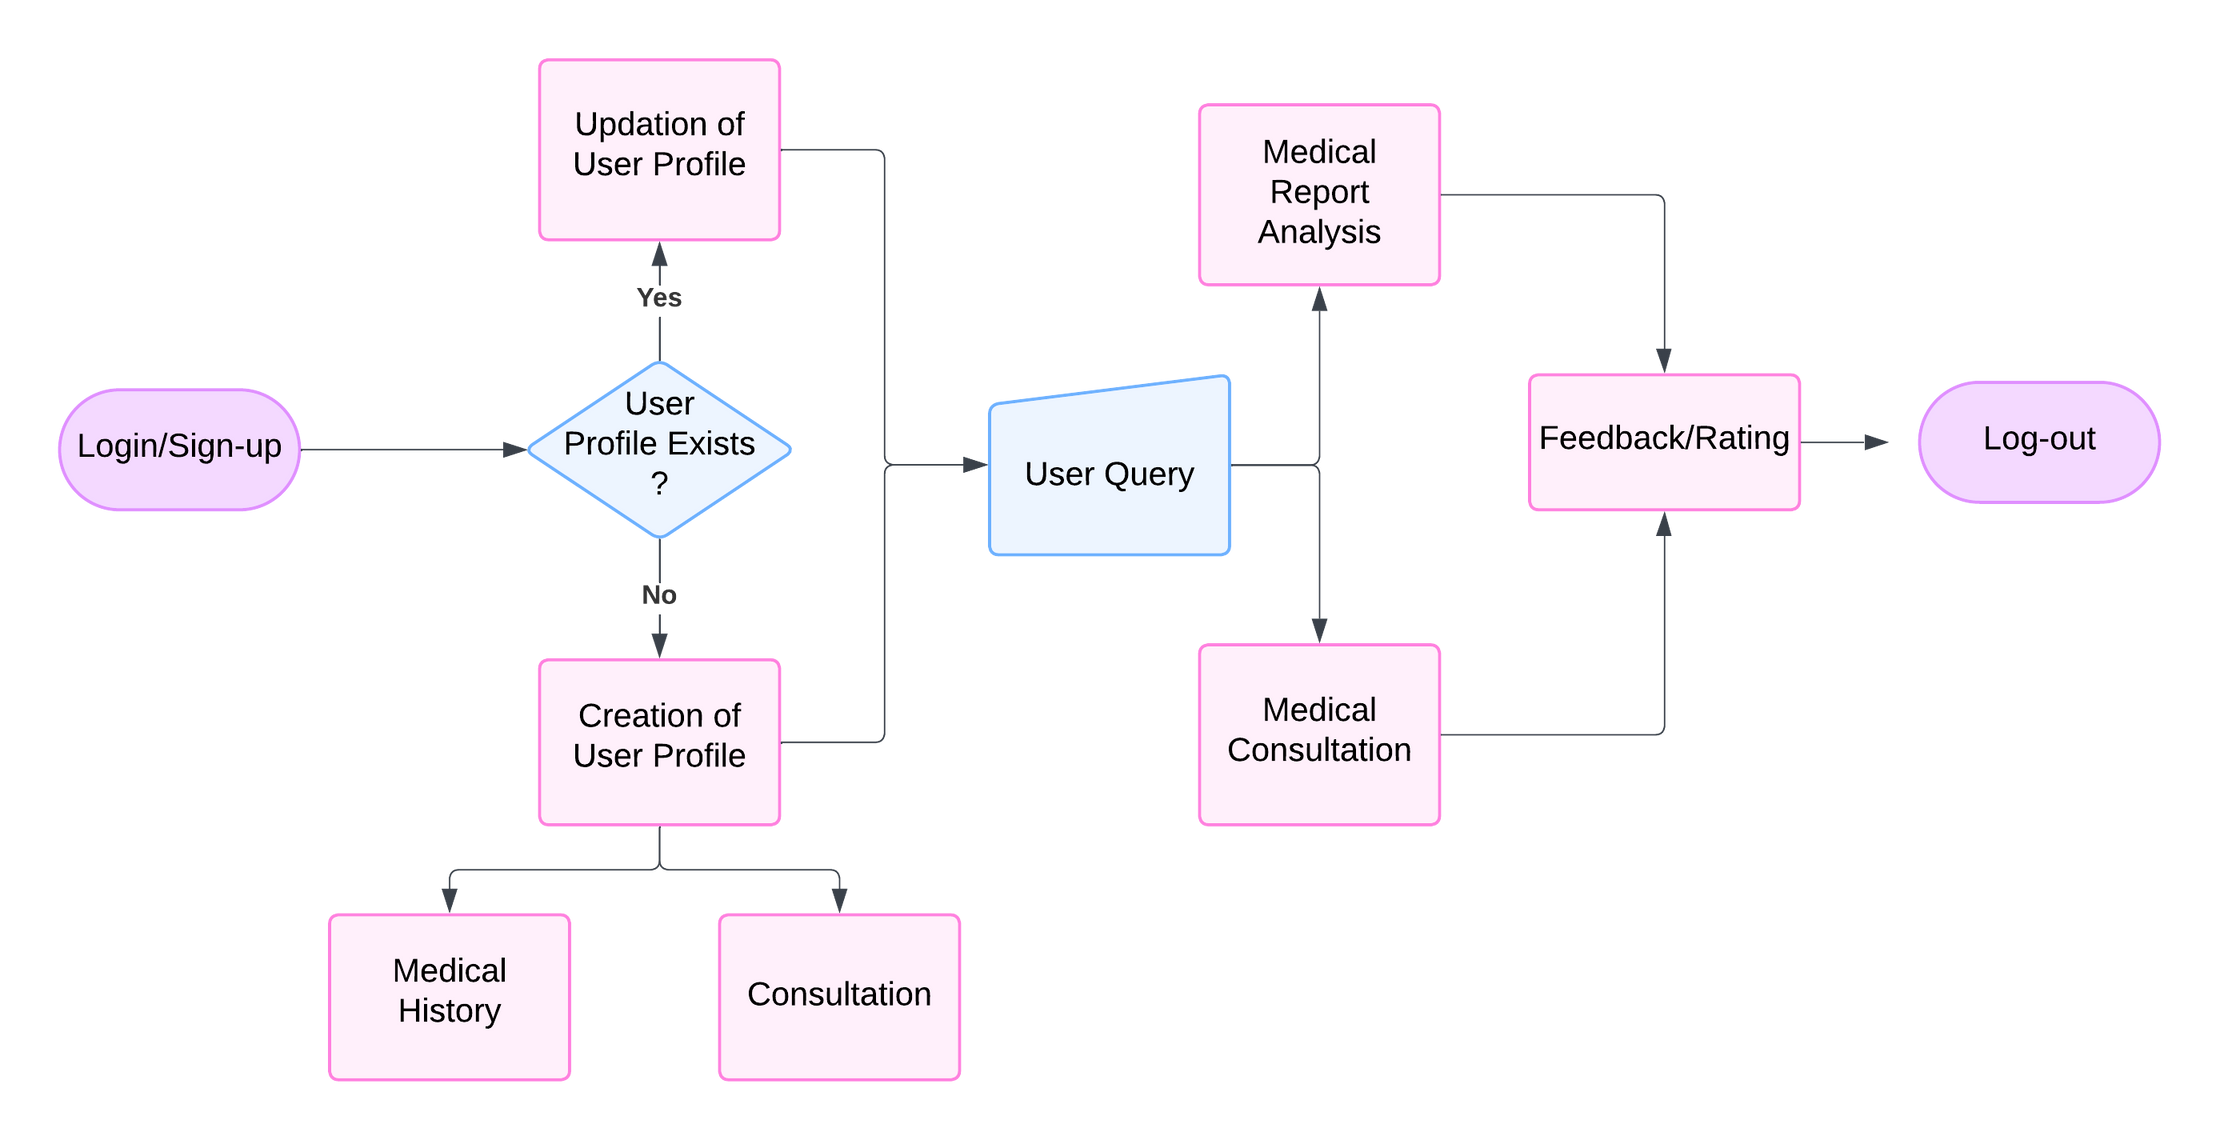 Updation of
User Profile
Medical
Report
Analysis
Yes
Login/Sign-up
User
Profile Exists
?
User Query
Feedback/Rating
Log-out
No
Creation of
User Profile
Medical
Consultation
Medical
History
Consultation